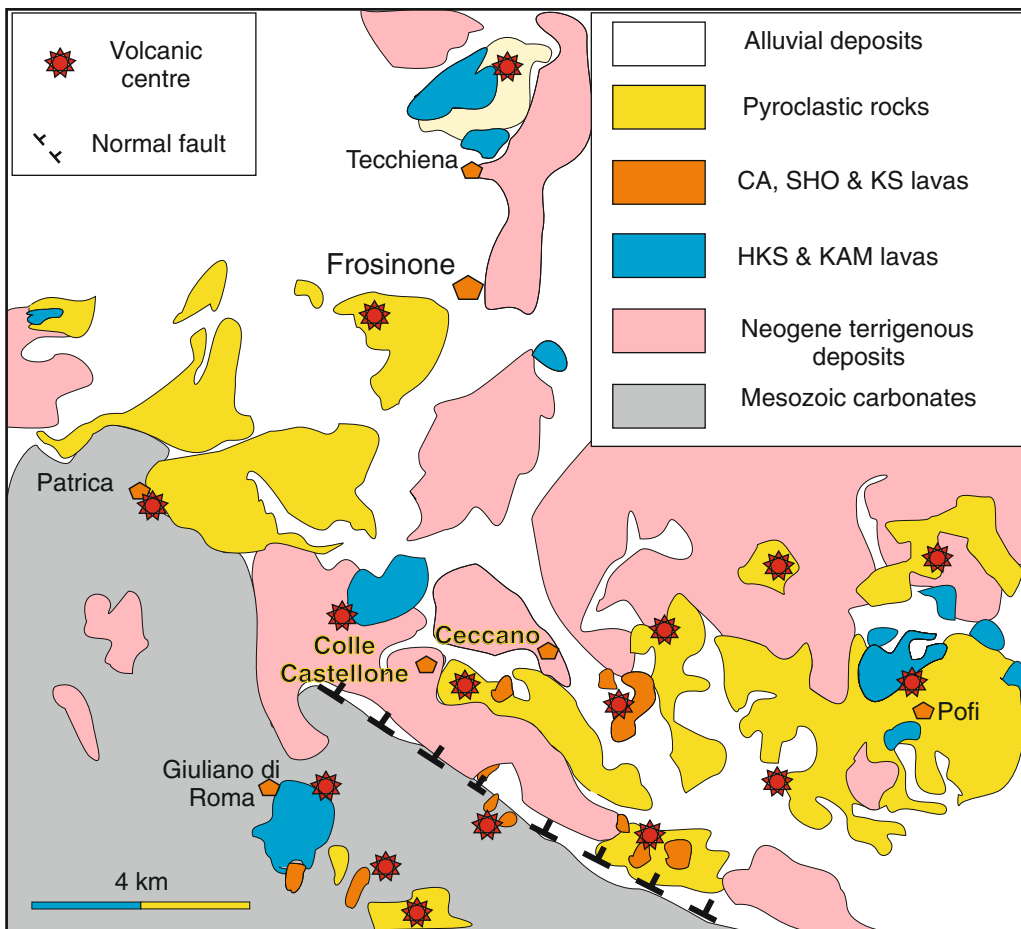 Volcanic
centre
Normal fault
Alluvial deposits
Pyroclastic rocks
CA, SHO & KS lavas
HKS & KAM lavas
Neogene terrigenous
deposits
Mesozoic carbonates
Tecchiena
Frosinone
Patrica
Colle
Castellone
Ceccano
Pofi
Giuliano di
Roma
4 km